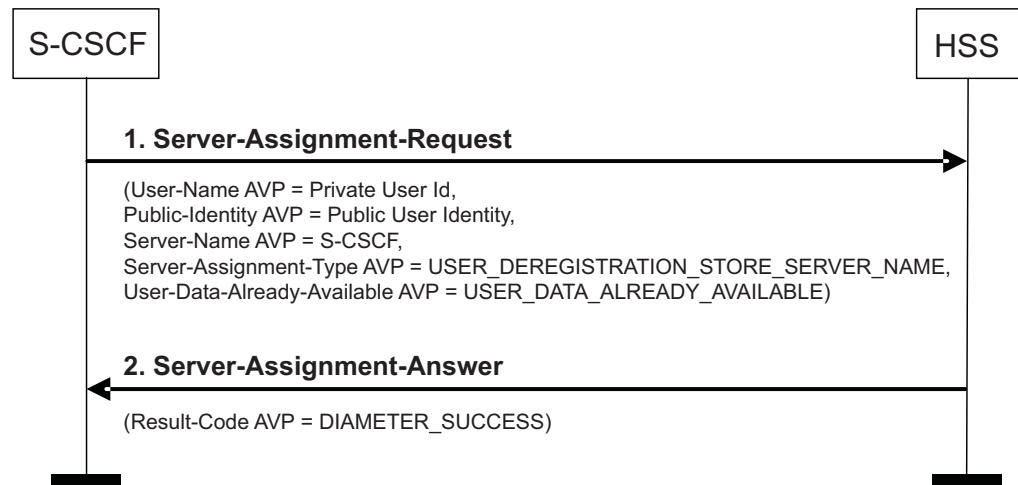 S-CSCF
HSS
1. Server-Assignment-Request
(User-Name AVP = Private User Id,
Public-Identity AVP = Public User Identity,
Server-Name AVP = S-CSCF,
Server-Assignment-Type AVP = USER_DEREGISTRATION_STORE_SERVER_NAME,
User-Data-Already-Available AVP = USER_DATA_ALREADY_AVAILABLE)
2. Server-Assignment-Answer
(Result-Code AVP = DIAMETER_SUCCESS)